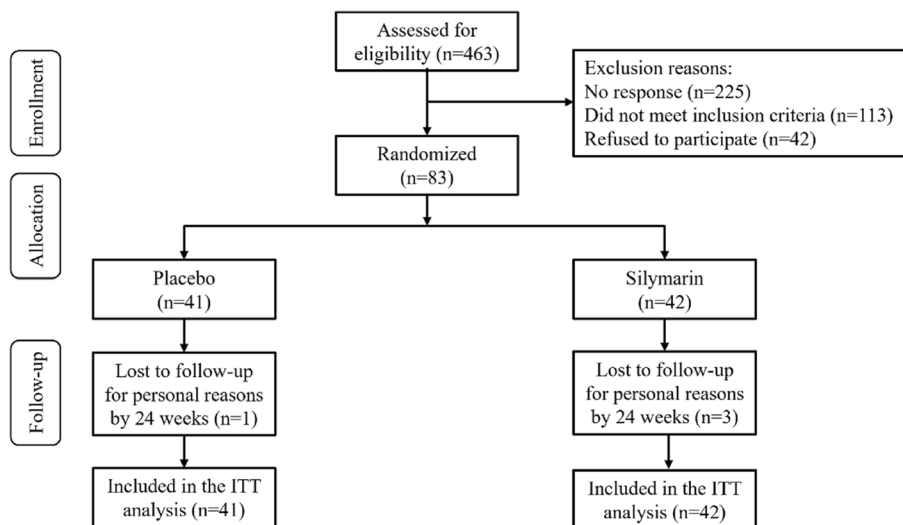 Enrollment
Assessed for
eligibility (n=463)
Exclusion reasons:
No response (n=225)
Did not meet inclusion criteria (n=113)
Refused to participate (n=42)
Randomized
(n=83)
Allocation
Placebo
(n=41)
Silymarin
(n=42)
Follow-up
Lost to follow-up
for personal reasons
by 24 weeks (n=1)
Lost to follow-up
for personal reasons
by 24 weeks (n=3)
Included in the ITT
analysis (n=41)
Included in the ITT
analysis (n=42)